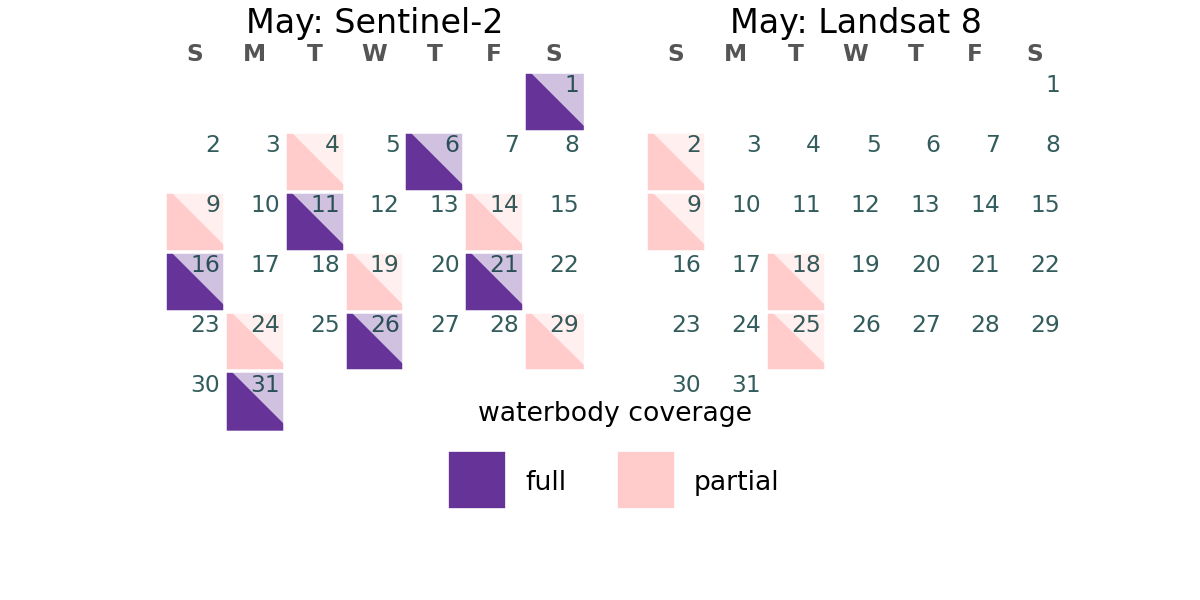 May: Sentinel-2
S M T W T F S
1
2 3 4 5 6 7 8
9 10 11 12 13 14 15
16 17 18 19 20 21 22
23 24 25 26 27 28 29
30 31
May: Landsat 8
S M T W T F S
1
2 3 4 5 6 7 8
9 10 11 12 13 14 15
16 17 18 19 20 21 22
23 24 25 26 27 28 29
30 31
waterbody coverage
full partial